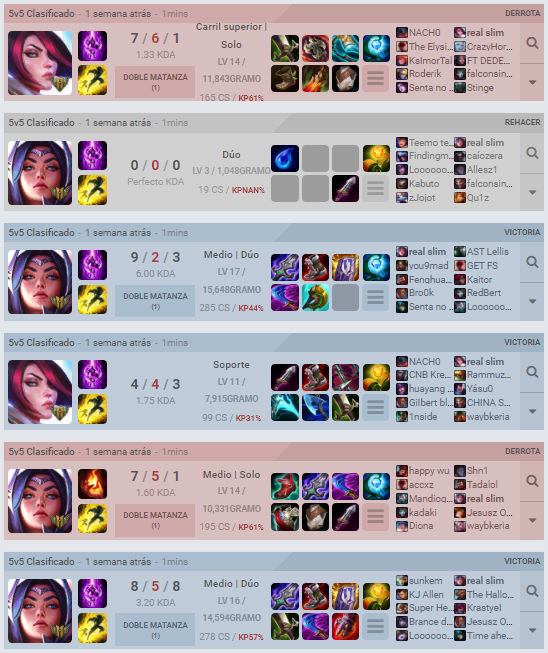 5v5 Clasificado - 1 semana atrás - 1mins
DERROTA
7 / 6 / 1
1.33 KDA
DOBLE MATANZA
(1)
Carril superior |
Solo
LV 14 /
11,843GRAMO
165 CS / KP61%
NACH0
The Elysi...
KsImorTal
Roderik
Senta no ...
real slim
CrazyHor...
FT DEDE...
falconsin...
Stinge
5v5 Clasificado - 1 semana atrás - 1mins
REHACER
0 / 0 / 0
Perfecto KDA
Dúo
LV 3 / 1,048GRAMO
19 CS / KPNAN%
Teemo te...
Findingm...
Loooooo...
Kabuto
zJojot
real slim
caíozera
Allesz1
falconsin...
Qu1z
5v5 Clasificado - 1 semana atrás - 1mins
VICTORIA
9 / 2 / 3
6.00 KDA
DOBLE MATANZA
(1)
Medio | Dúo
LV 17 /
15,648GRAMO
285 CS / KP44%
real slim
you9mad
Fenghua...
Bro0k
Senta no ...
AST Lellis
GET FS
Kaitor
RedBert
Loooooo...
5v5 Clasificado - 1 semana atrás - 1mins
VICTORIA
4 / 4 / 3
1.75 KDA
Soporte
LV 11 /
7,915GRAMO
99 CS / KP31%
NACH0
CNB Kre...
huayang ...
Gilbert bl...
1nside
real slim
Rammuz...
Yásu0
CHINA S...
waybkeria
5v5 Clasificado - 1 semana atrás - 1mins
DERROTA
7 / 5 / 1
1.60 KDA
DOBLE MATANZA
(1)
Medio | Solo
LV 14 /
10,331GRAMO
195 CS / KP61%
happy wu
accxz
Mandiog...
kadaki
Diona
Shn1
Tadalol
real slim
Jesusz O...
waybkeria
5v5 Clasificado - 1 semana atrás - 1mins
VICTORIA
8 / 5 / 8
3.20 KDA
DOBLE MATANZA
(1)
Medio | Dúo
LV 16 /
14,594GRAMO
278 CS / KP57%
sunkem
KJ Allen
Super He...
Brance d...
Loooooo...
real slim
The Hallo...
Krastyel
Jesusz O...
Time ahe...